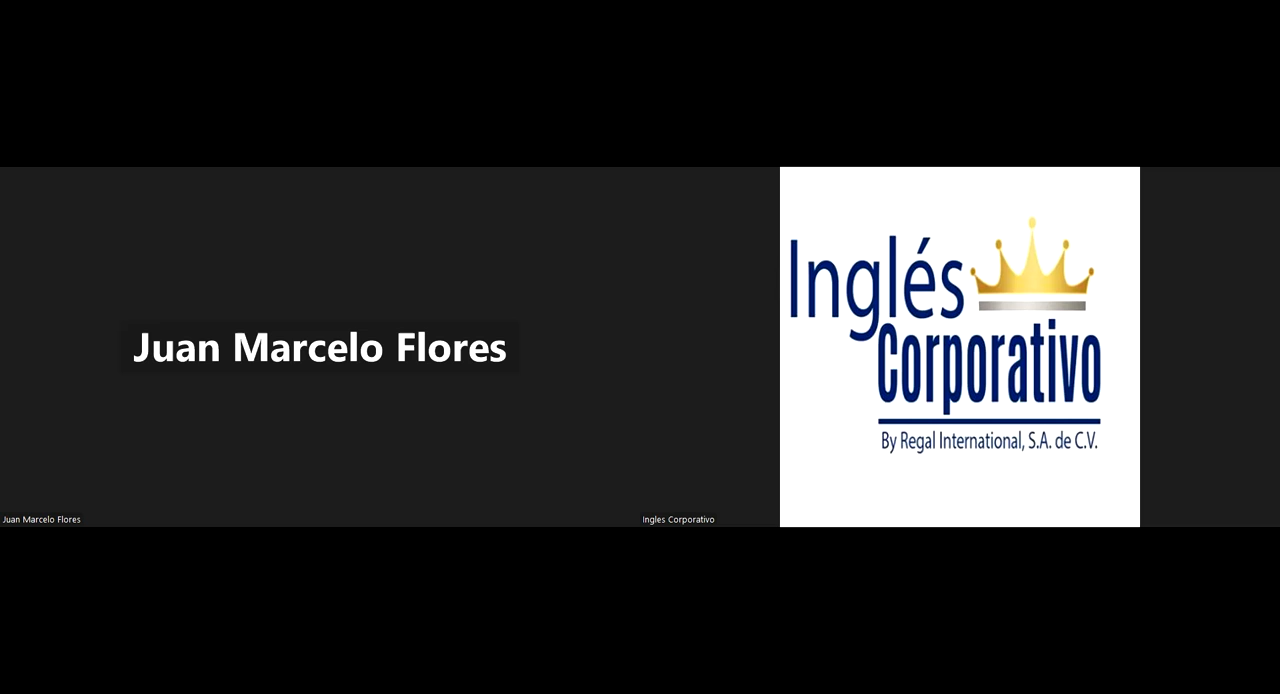 Juan Marcelo Flores
Juan Marcelo Flores
Inglés
Corporativo
By Regal International, S.A. de C.V.
Ingles Corporativo